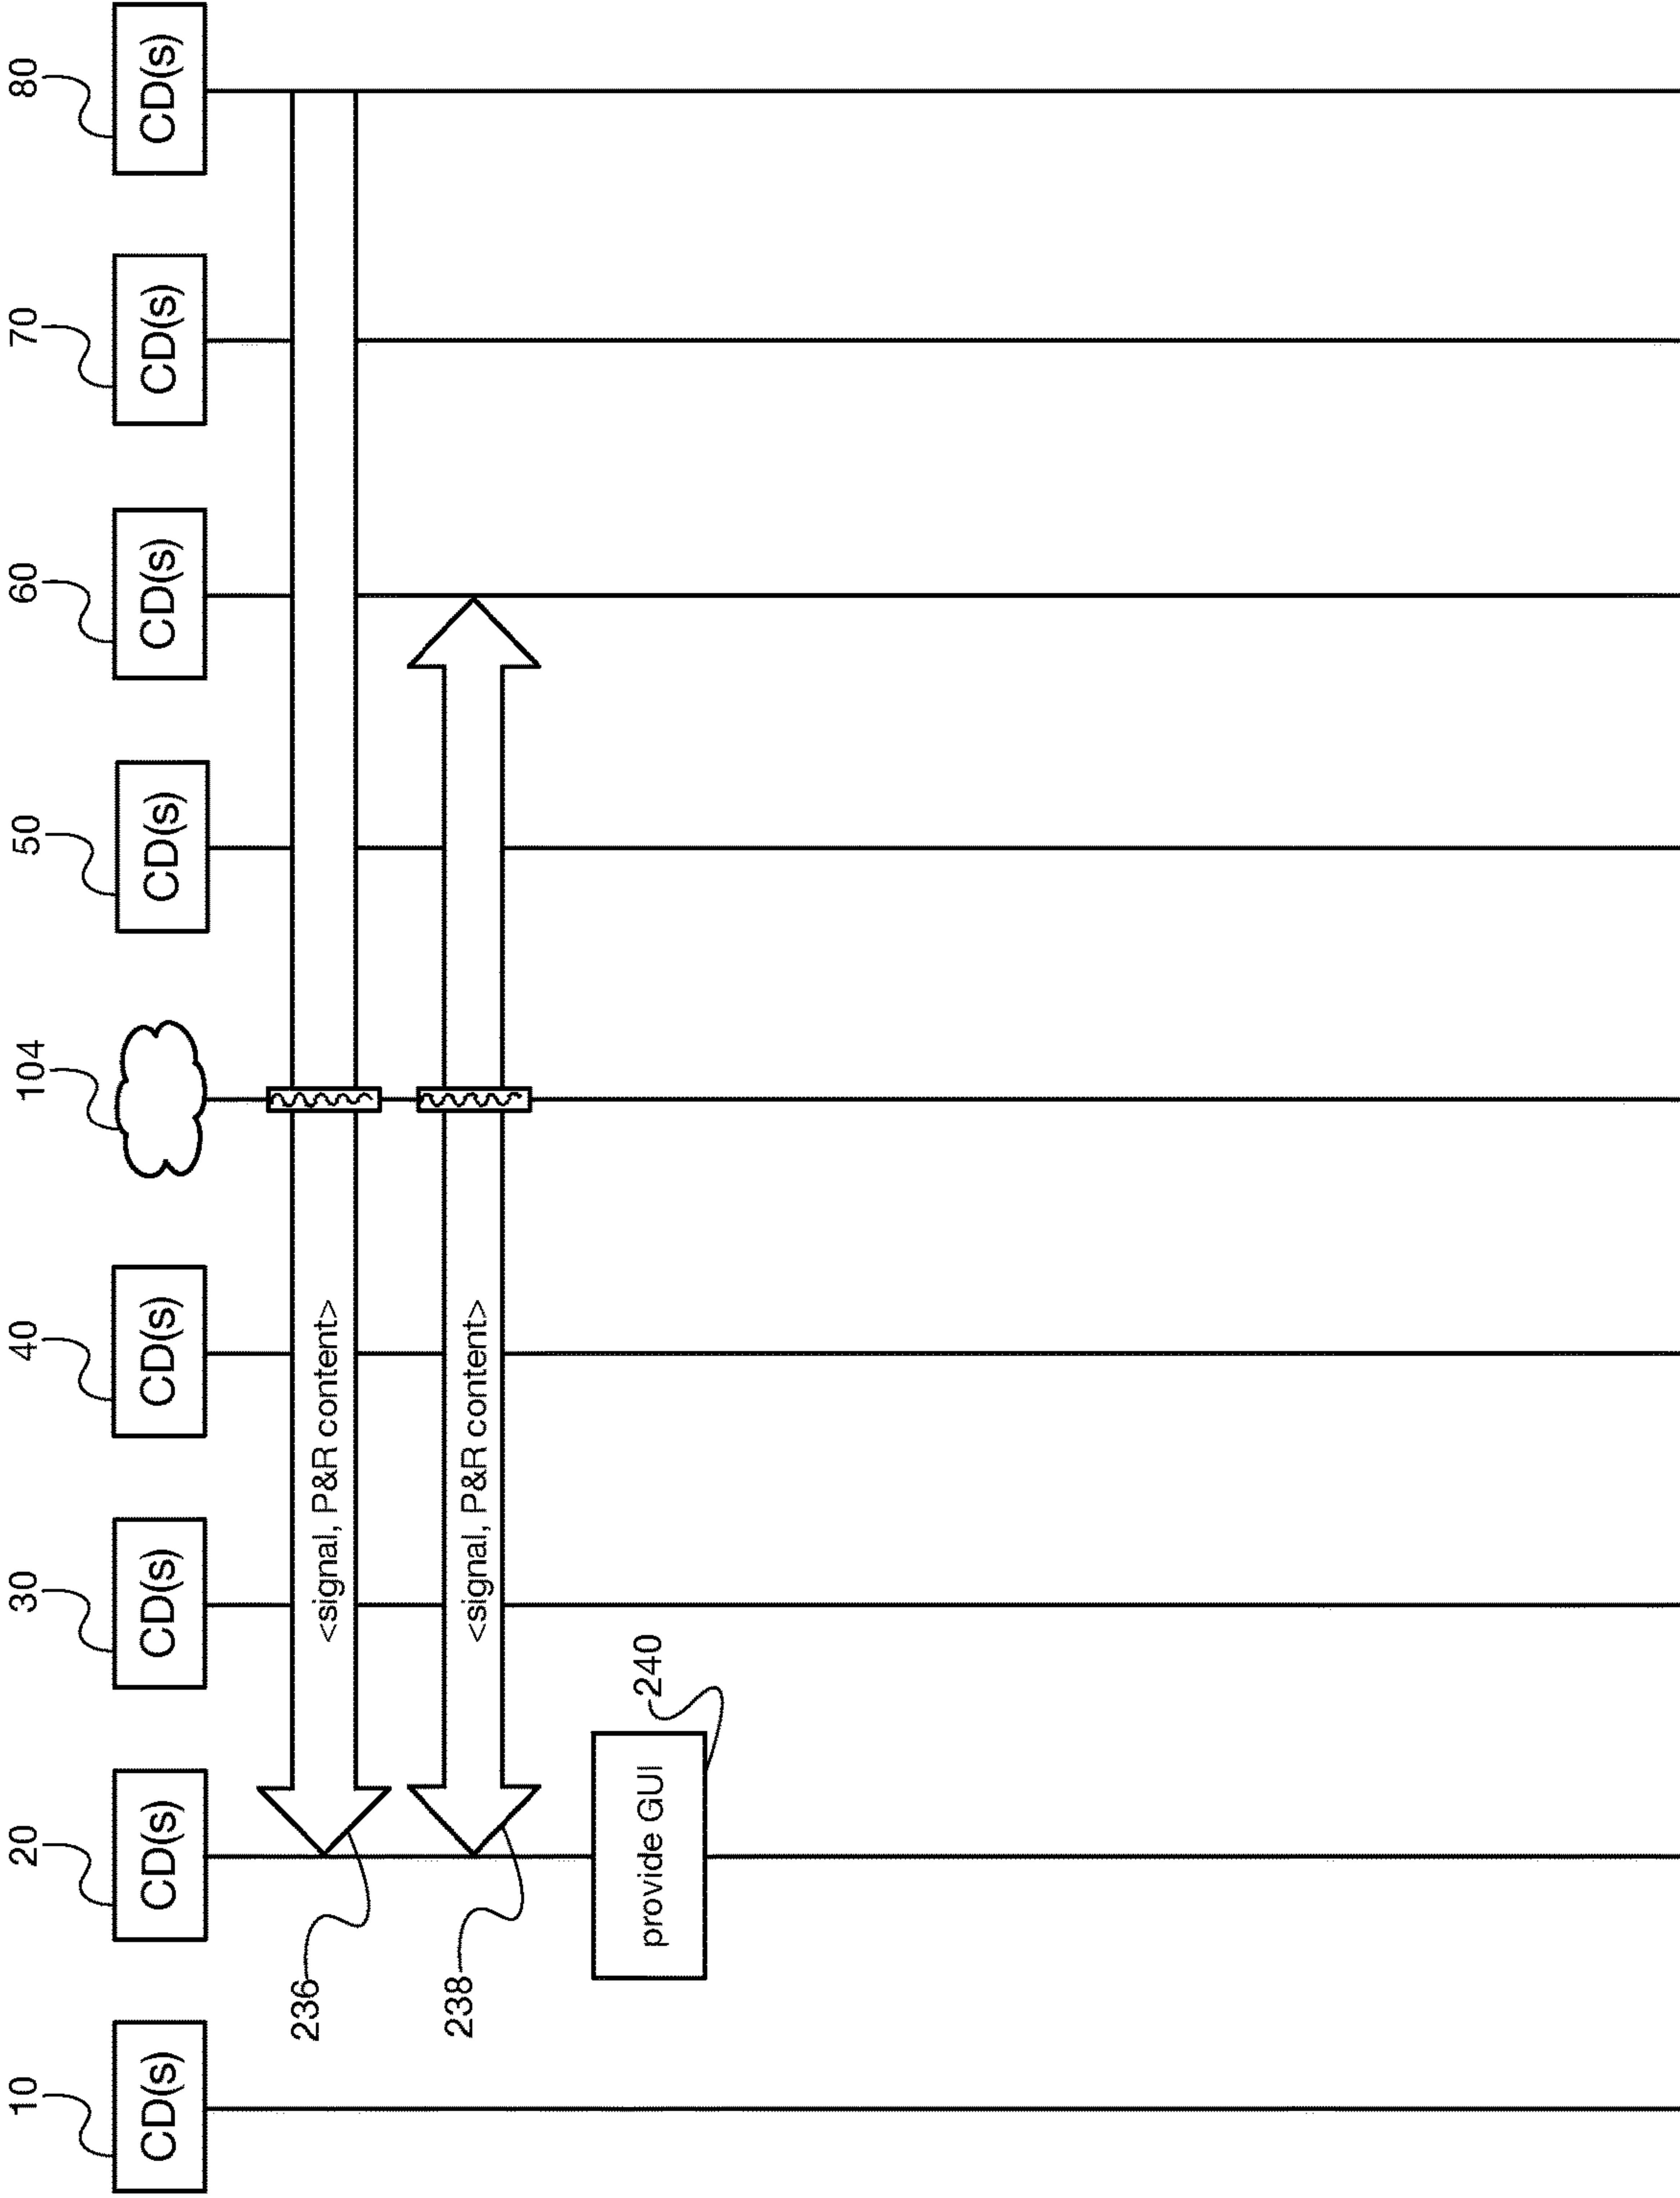 10
20
30
40
104
50
60
70
80
CD(s)
CD(s)
CD(s)
CD(s)
CD(s)
CD(s)
CD(s)
CD(s)
236
<signal, P&R content>
238
<signal, P&R content>
provide GUI
240